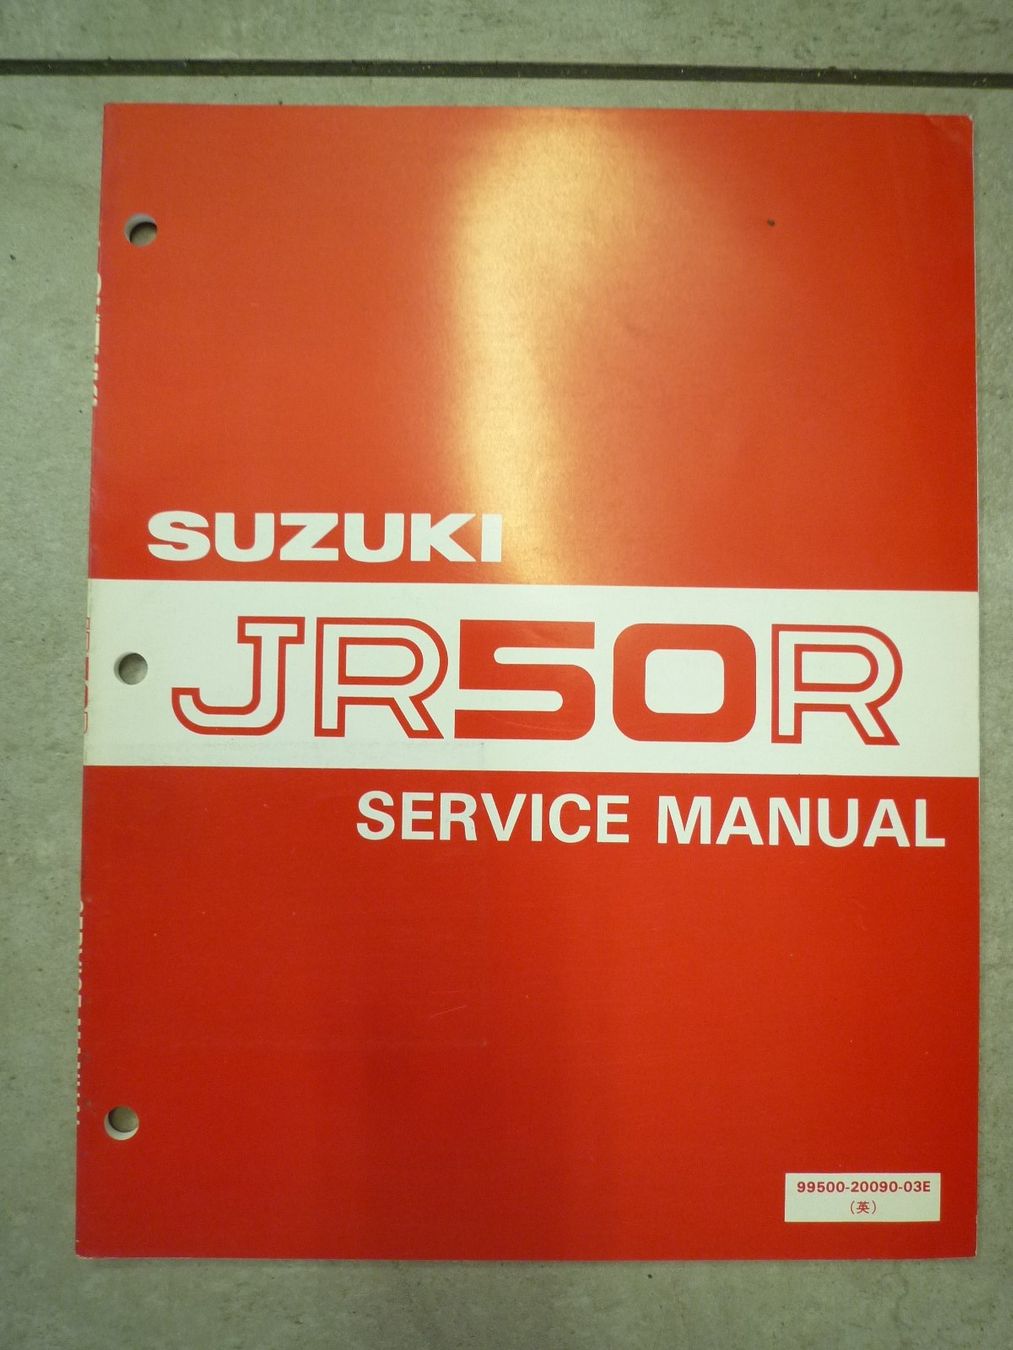 SUZUKI
JR50R
SERVICE MANUAL
99500-20090-03E
(英)